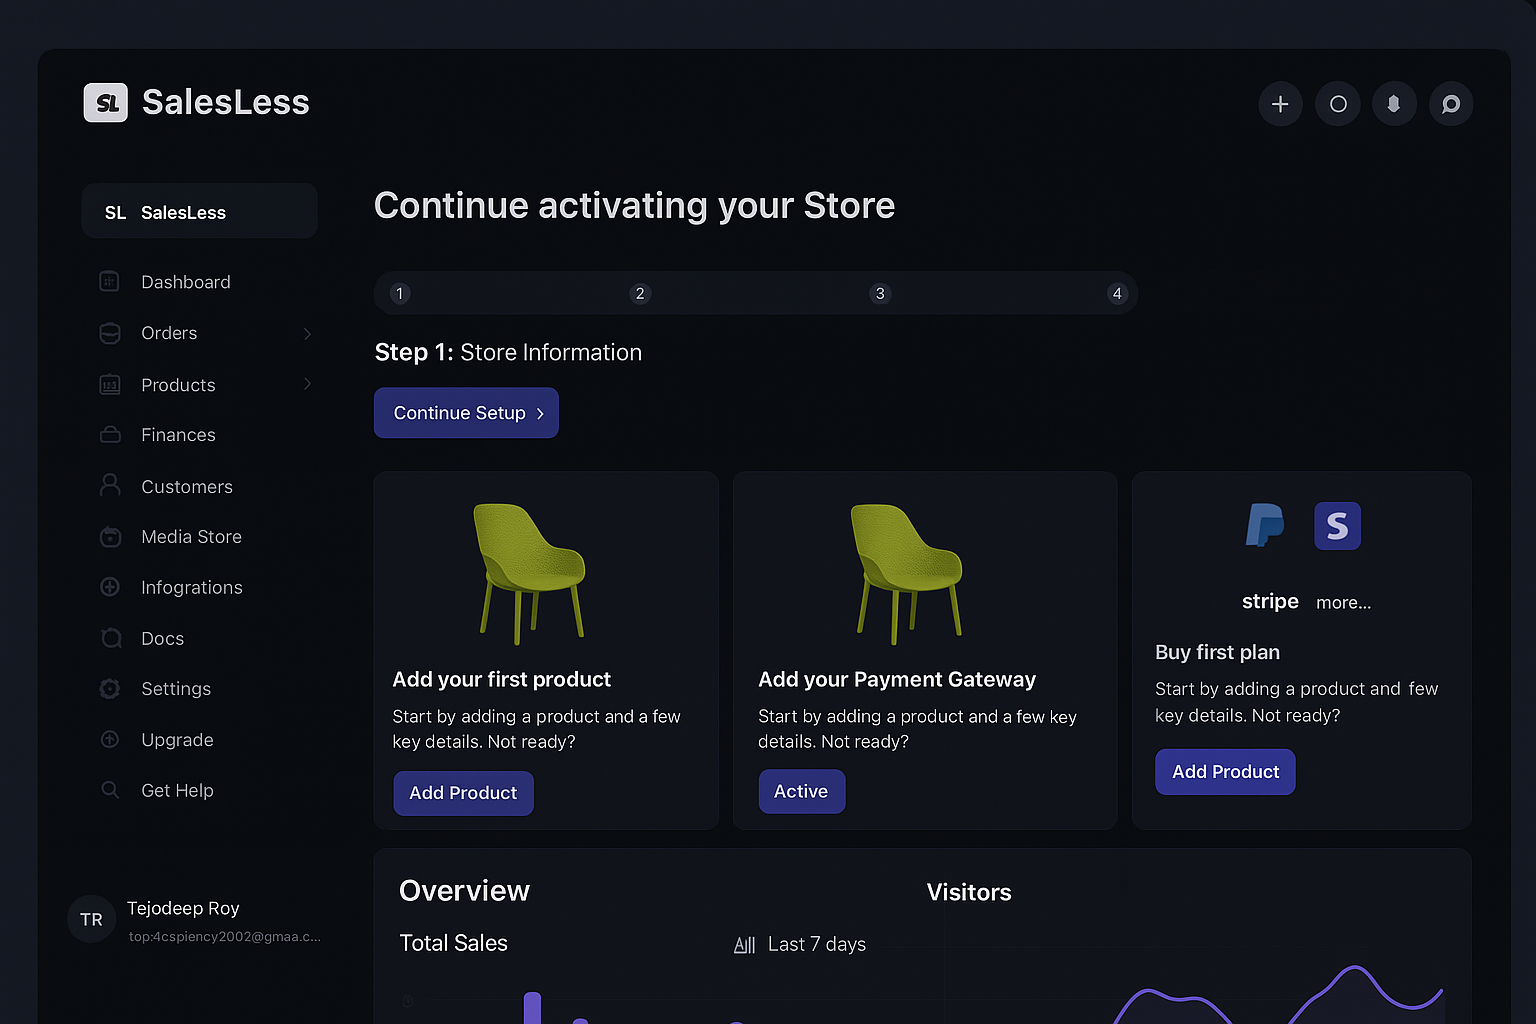 SL SalesLess
SL SalesLess
Dashboard
Orders
Products
Finances
Customers
Media Store
Infogrations
Docs
Settings
Upgrade
Get Help
TR
Tejodeep Roy
top:4cspiency2002@gmaa.c...
Continue activating your Store
1 2 3 4
Step 1: Store Information
Continue Setup
Add your first product
Start by adding a product and a few
key details. Not ready?
Add Product
Add your Payment Gateway
Start by adding a product and a few key
details. Not ready?
Active
S
stripe more...
Buy first plan
Start by adding a product and few
key details. Not ready?
Add Product
Overview
Total Sales
Last 7 days
Visitors